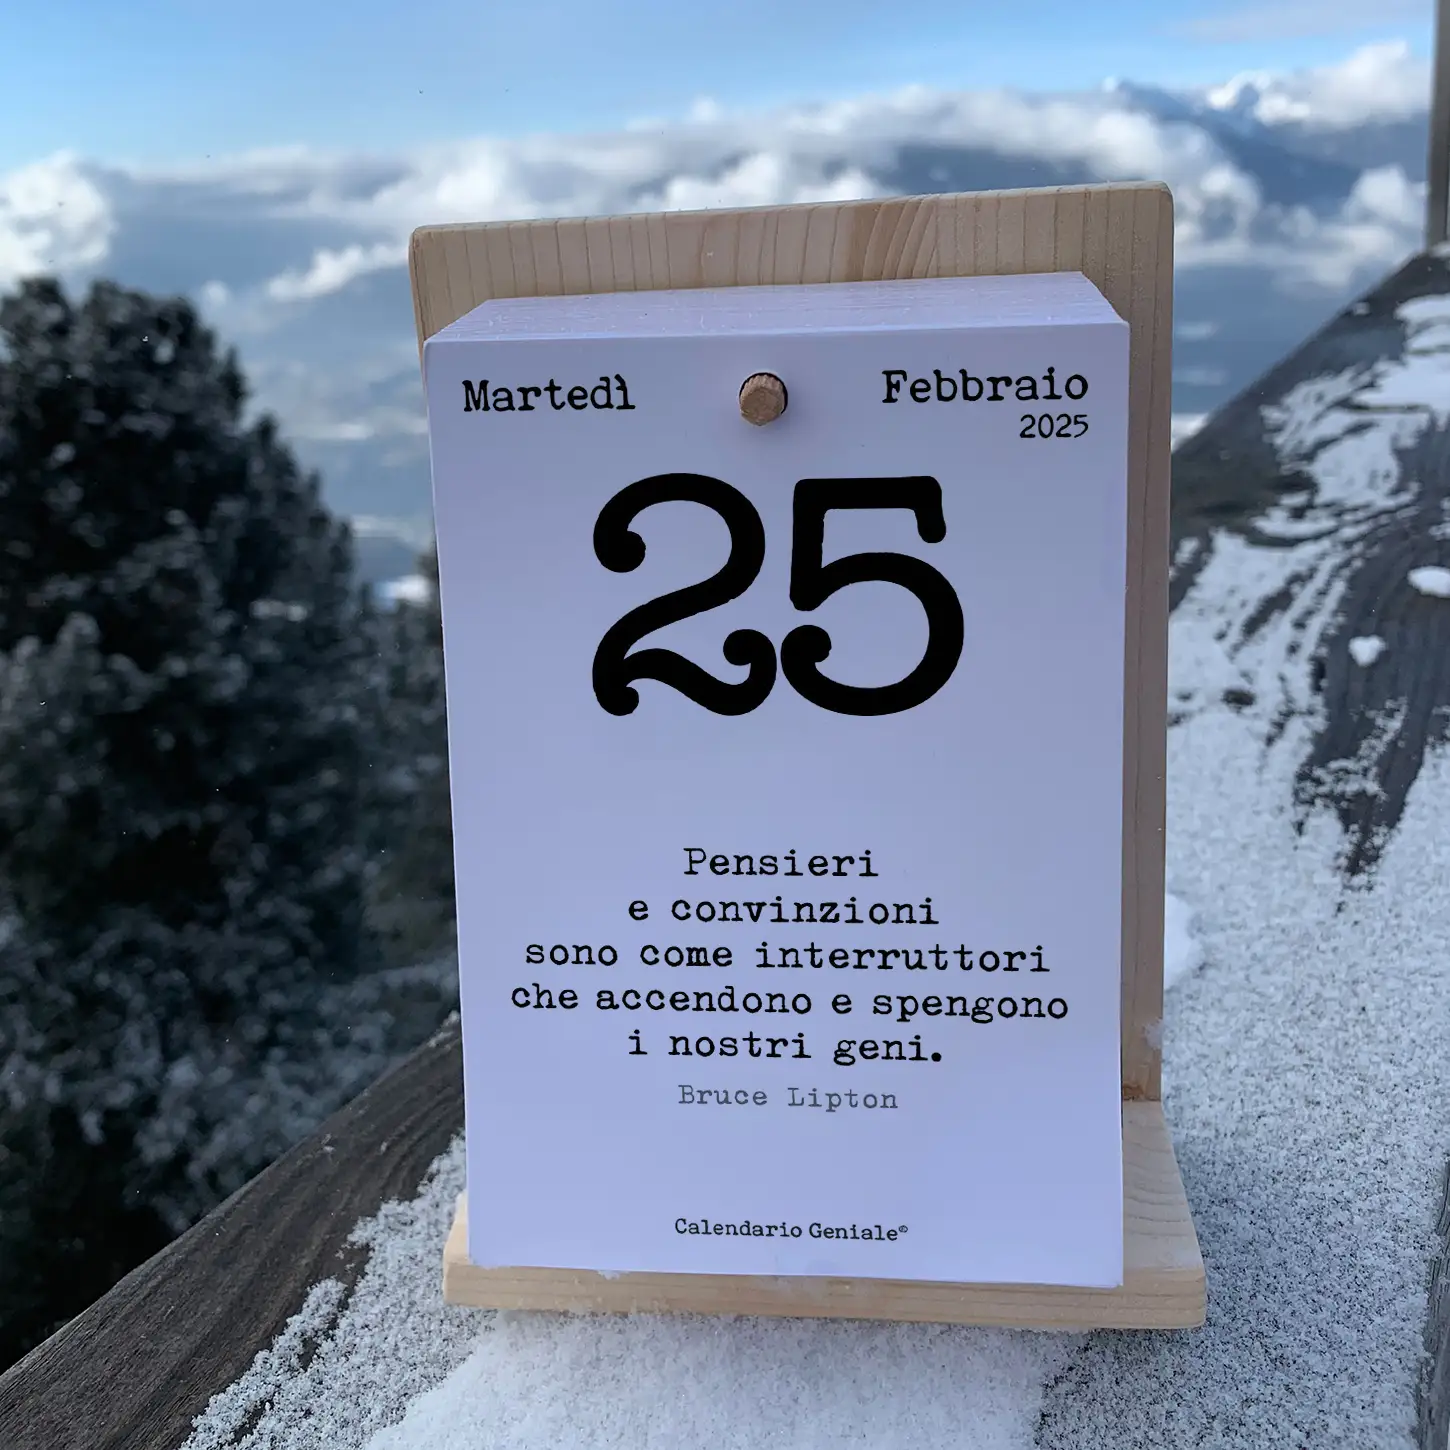 Martedì
Febbraio
2025
25
Pensieri
e convinzioni
sono come interruttori
che accendono e spengono
i nostri geni.
Bruce Lipton
Calendario Geniale©